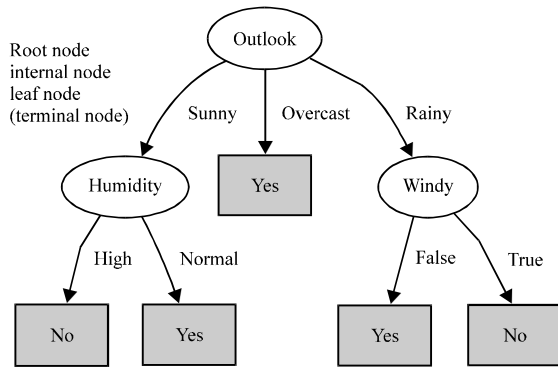 Outlook
Root node
internal node
leaf node
(terminal node)
Sunny
Overcast
Rainy
Humidity
Yes
Windy
High
Normal
False
True
No
Yes
Yes
No